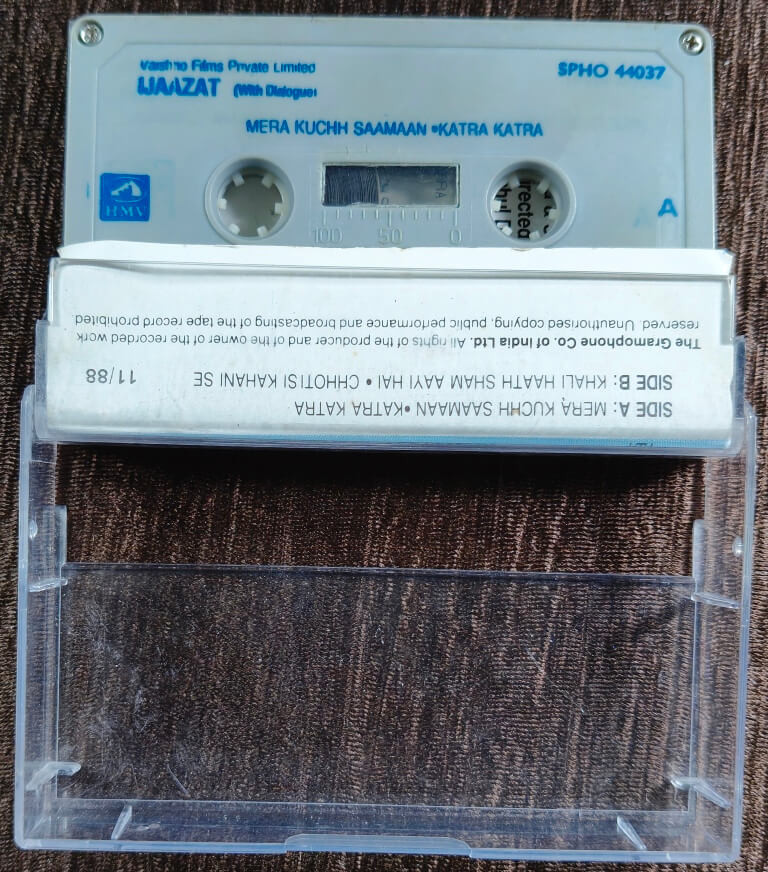 Vaishno Films Private Limited
IJAAZAT (With Dialogue)
SPHO 44037
MERA KUCHH SAAMAAN •KATRA KATRA
HMV
A
100 50 0
rected
SIDE A: MERA KUCHH SAAMAAN • KATRA KATRA
SIDE B: KHALI HAATH SHAM AAYI HAI • CHHOTI SI KAHANI SE 11/88
The Gramophone Co. of India Ltd. All rights of the producer and of the owner of the recorded work
reserved. Unauthorised copying, public performance and broadcasting of the tape record prohibited.